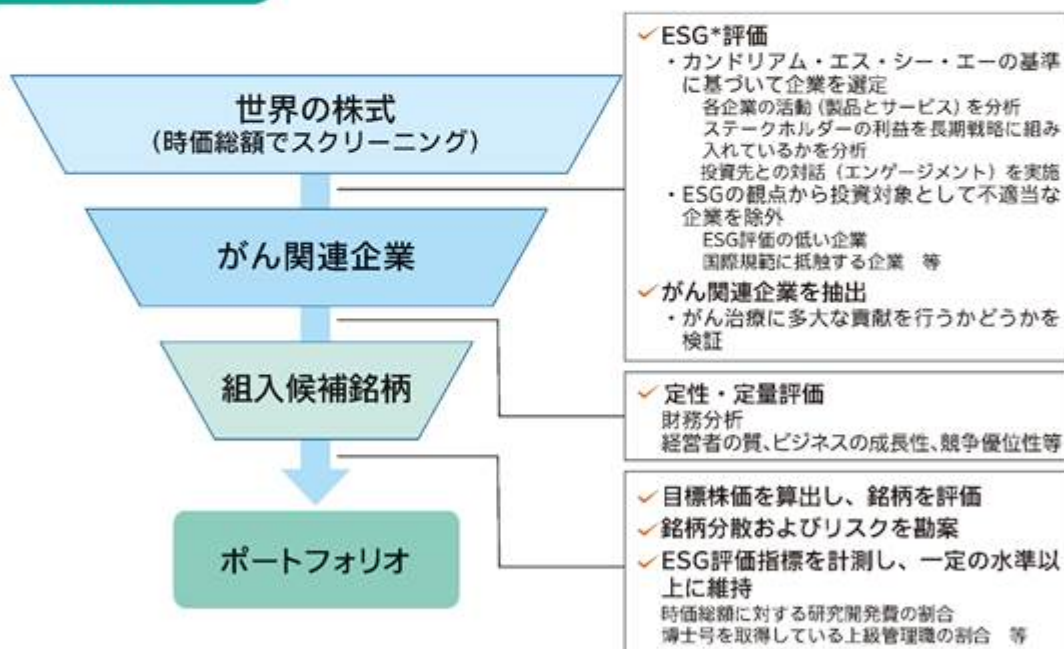 世界の株式
(時価総額でスクリーニング)
がん関連企業
組入候補銘柄
ポートフォリオ
✓ESG*評価
・カンドリアム・エス・シー・エーの基準
に基づいて企業を選定
各企業の活動(製品とサービス)を分析
ステークホルダーの利益を長期戦略に組み
入れているかを分析
投資先との対話(エンゲージメント)を実施
・ESGの観点から投資対象として不適当な
企業を除外
ESG評価の低い企業
国際規範に抵触する企業 等
✓がん関連企業を抽出
・がん治療に多大な貢献を行うかどうかを
検証
✓定性・定量評価
財務分析
経営者の質、ビジネスの成長性、競争優位性等
✓目標株価を算出し、銘柄を評価
✓銘柄分散およびリスクを勘案
✓ESG評価指標を計測し、一定の水準以
上に維持
時価総額に対する研究開発費の割合
博士号を取得している上級管理職の割合 等